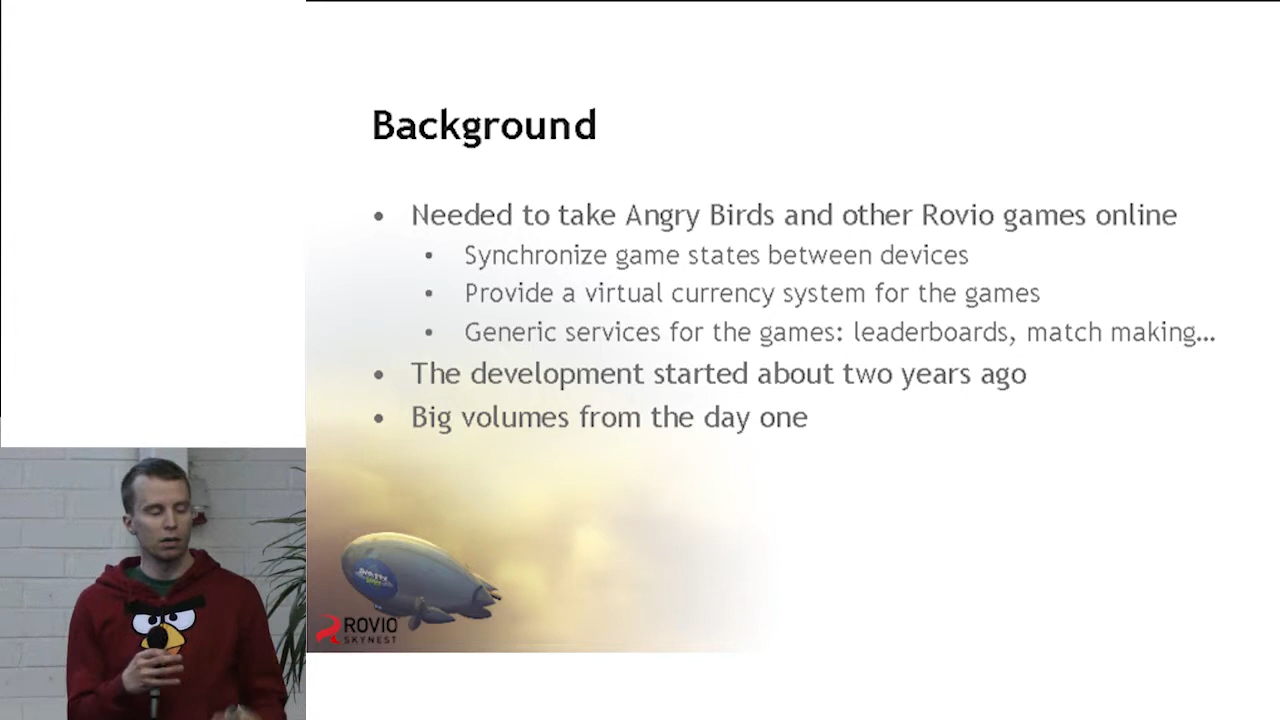 Background
• Needed to take Angry Birds and other Rovio games online
• Synchronize game states between devices
• Provide a virtual currency system for the games
• Generic services for the games: leaderboards, match making…
• The development started about two years ago
• Big volumes from the day one
ROVIO
SKYNEST